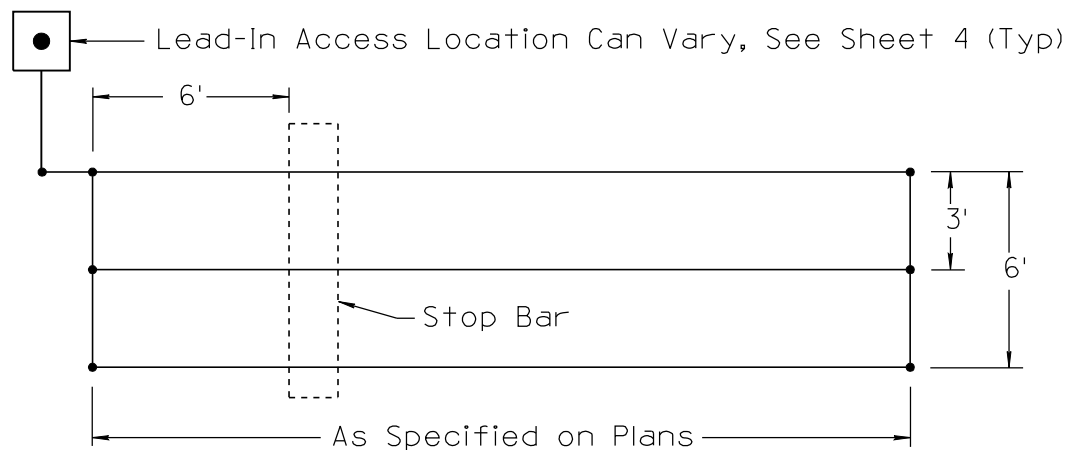 Lead-In Access Location Can Vary, See Sheet 4 (Typ)
6'
3'
6'
Stop Bar
As Specified on Plans